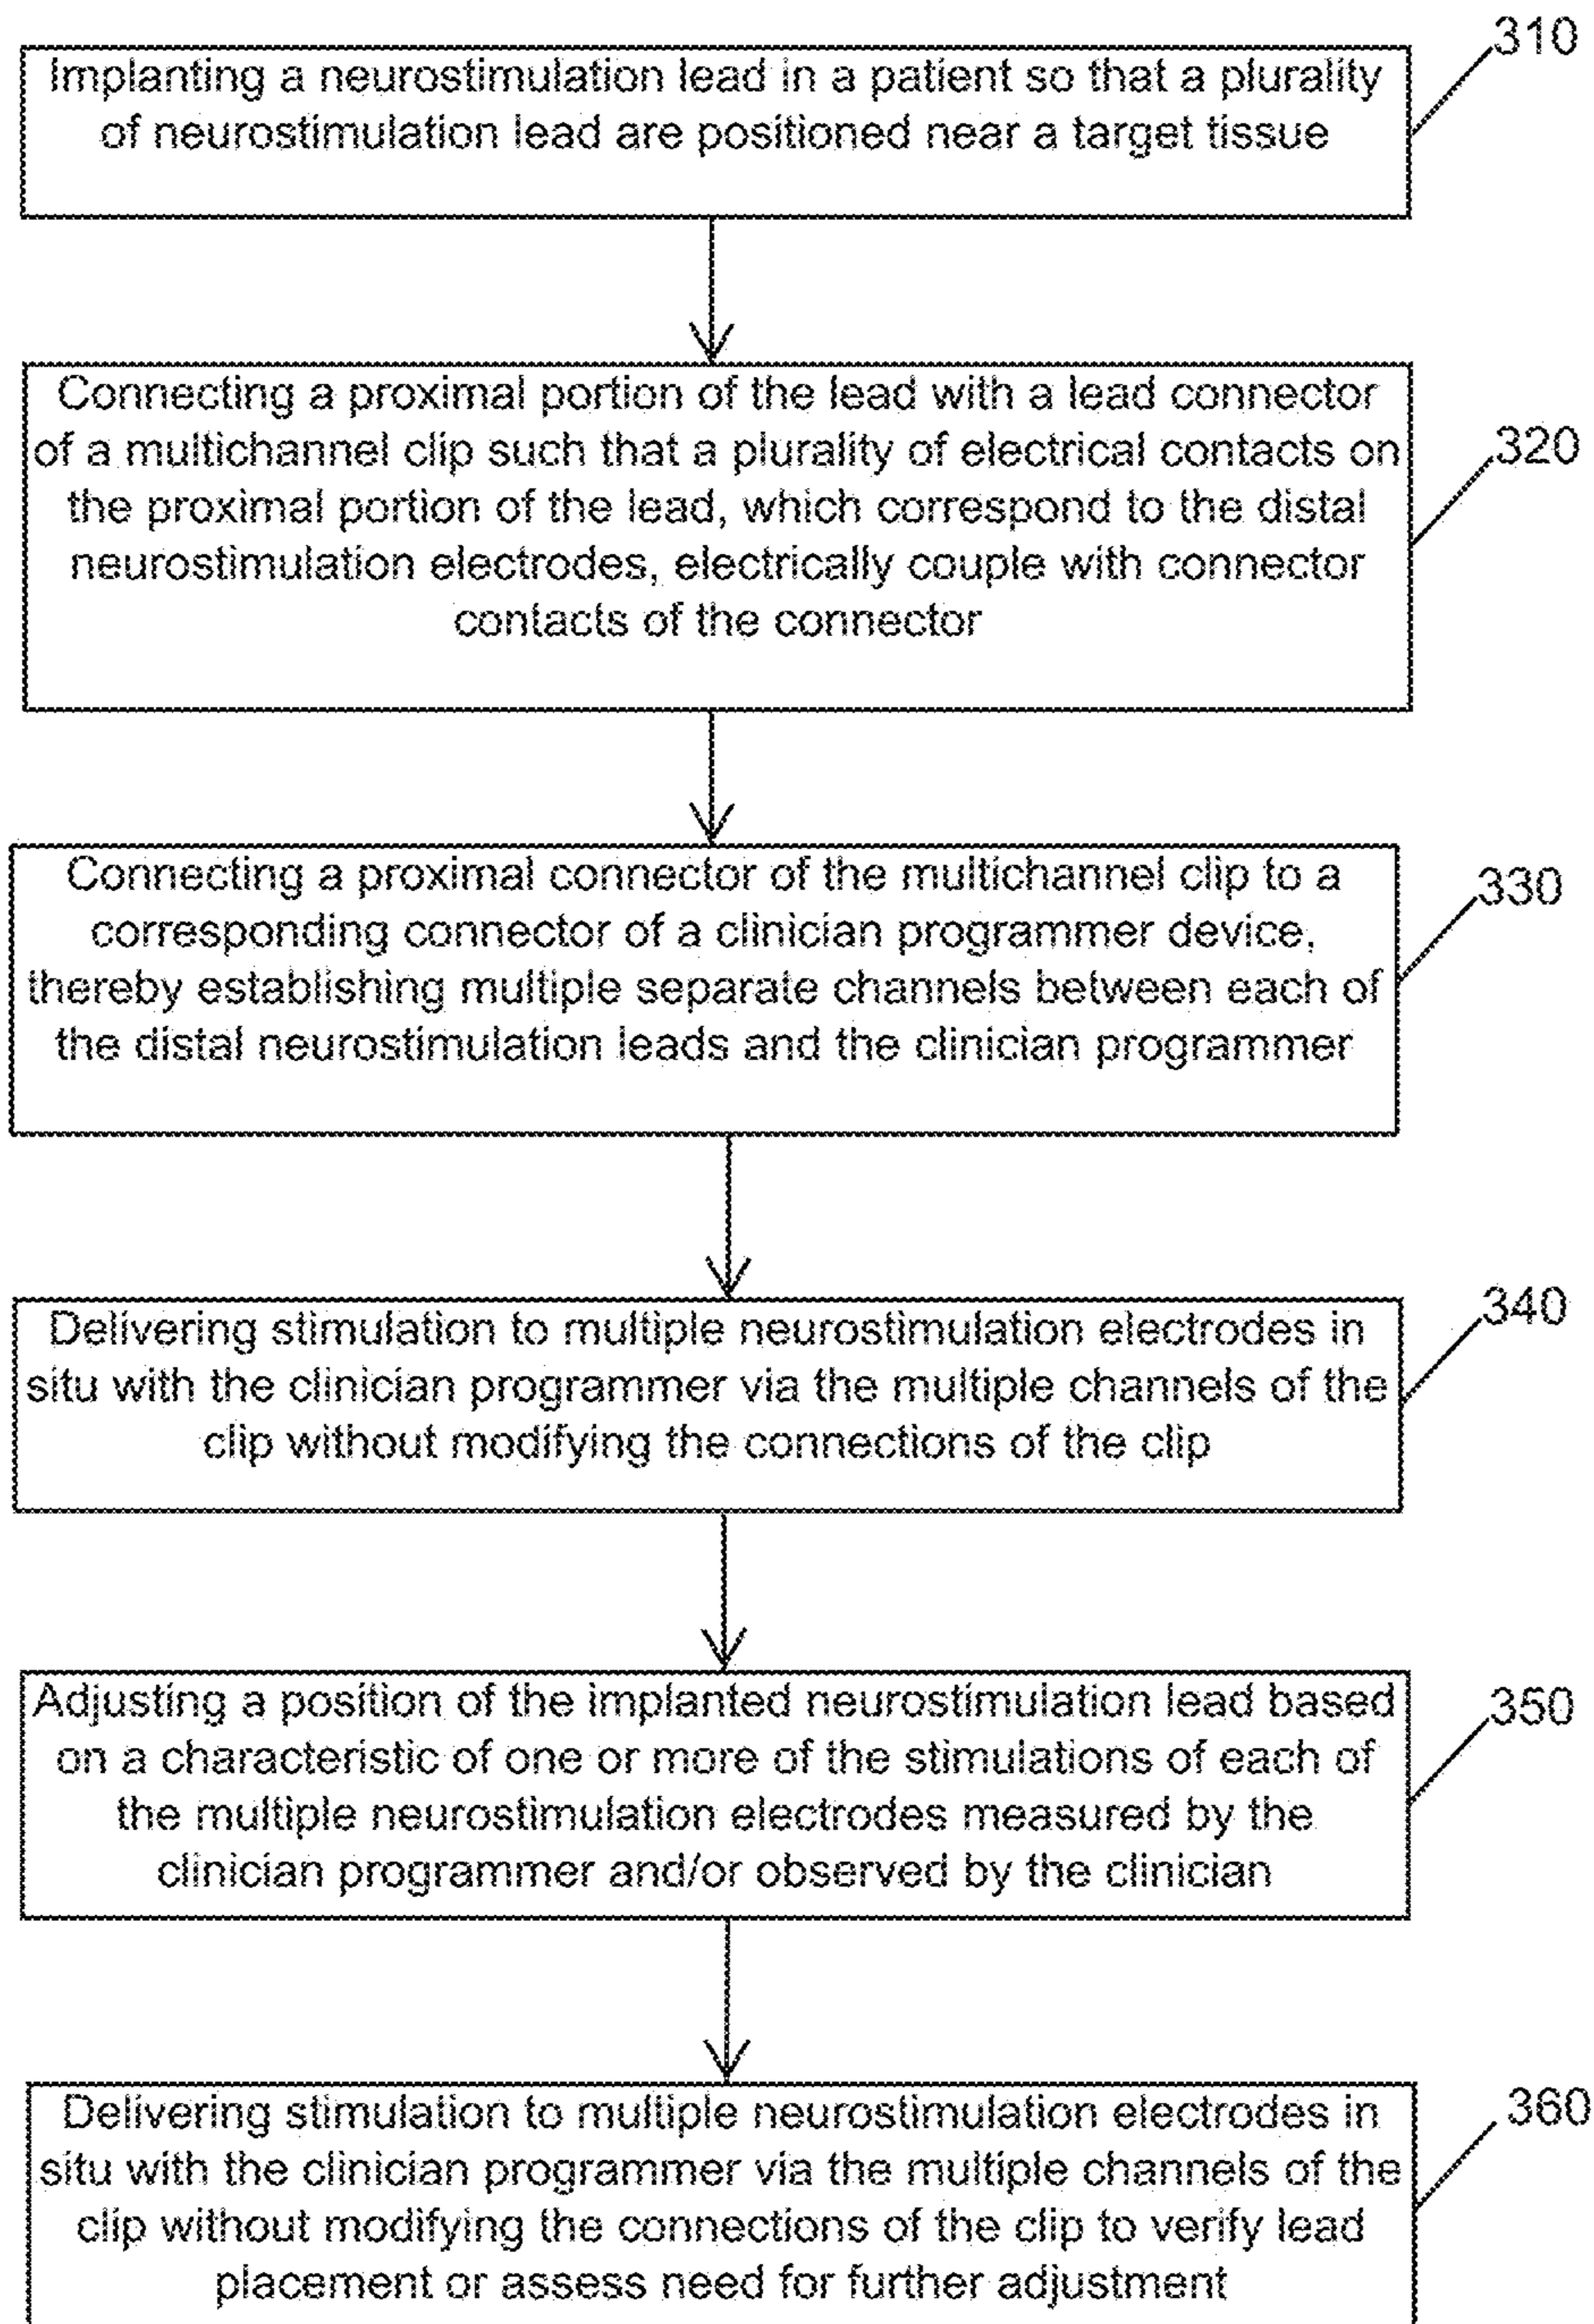 310
Implanting a neurostimulation lead in a patient so that a plurality
of neurostimulation lead are positioned near a target tissue
Connecting a proximal portion of the lead with a lead connector
of a multichannel clip such that a plurality of electrical contacts on
320
the proximal portion of the lead, which correspond to the distal
neurostimulation electrodes, electrically couple with connector
contacts of the connector
Connecting a proximal connector of the multichannel clip to a
330
corresponding connector of a clinician programmer device,
thereby establishing multiple separate channels between each of
the distal neurostimulation leads and the clinician programmer
340
Delivering stimulation to multiple neurostimulation electrodes in
situ with the clinician programmer via the multiple channels of the
clip without modifying the connections of the clip
Adjusting a position of the implanted neurostimulation lead based
350
on a characteristic of one or more of the stimulations of each of
the multiple neurostimulation electrodes measured by the
clinician programmer and/or observed by the clinician
360
Delivering stimulation to multiple neurostimulation electrodes in
situ with the clinician programmer via the multiple channels of the
clip without modifying the connections of the clip to verify lead
placement or assess need for further adjustment